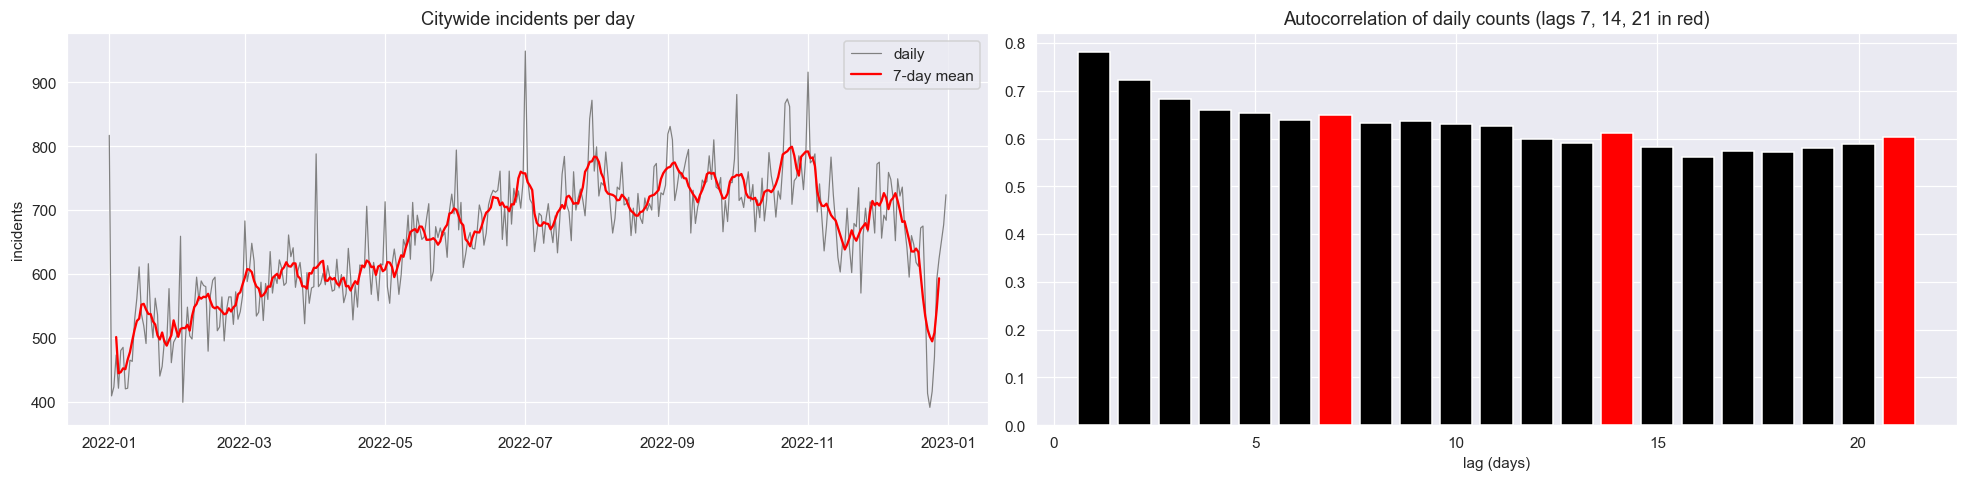 Citywide incidents per day
incidents
900
800
700
600
500
400
2022-01 2022-03 2022-05 2022-07 2022-09 2022-11 2023-01
daily
7-day mean
Autocorrelation of daily counts (lags 7, 14, 21 in red)
0.8
0.7
0.6
0.5
0.4
0.3
0.2
0.1
0.0
0 5 10 15 20
lag (days)